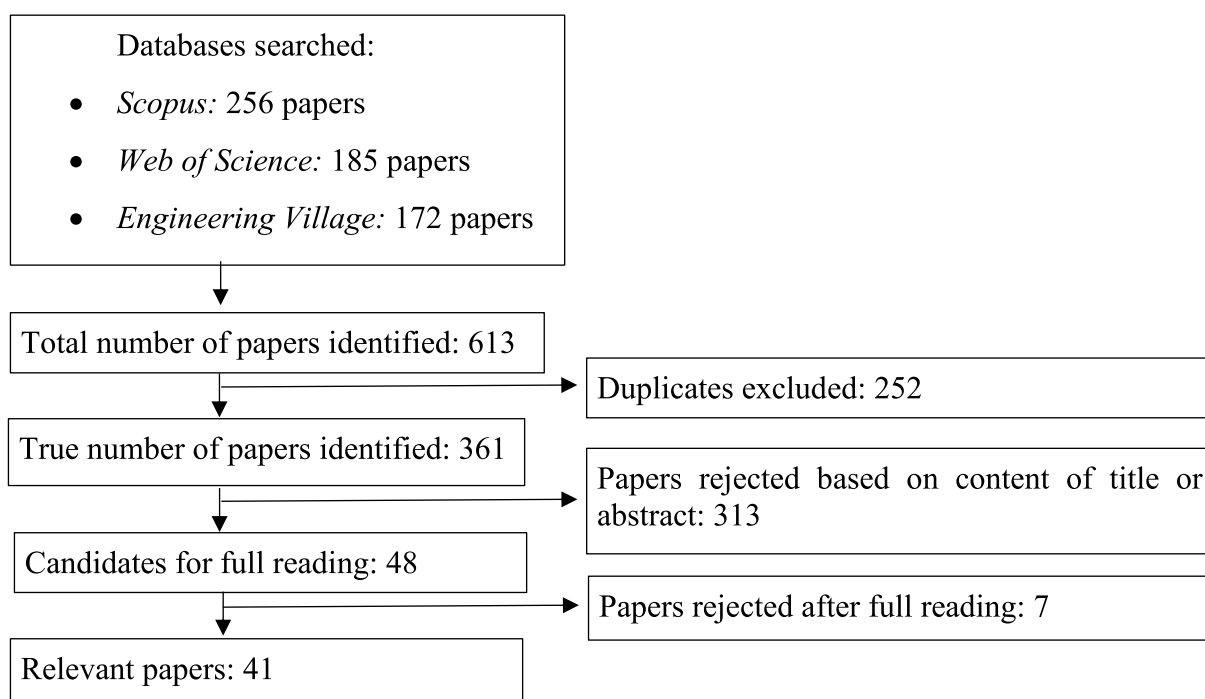 Databases searched:
• Scopus: 256 papers
• Web of Science: 185 papers
• Engineering Village: 172 papers
Total number of papers identified: 613
Duplicates excluded: 252
True number of papers identified: 361
Papers rejected based on content of title or
abstract: 313
Candidates for full reading: 48
Papers rejected after full reading: 7
Relevant papers: 41